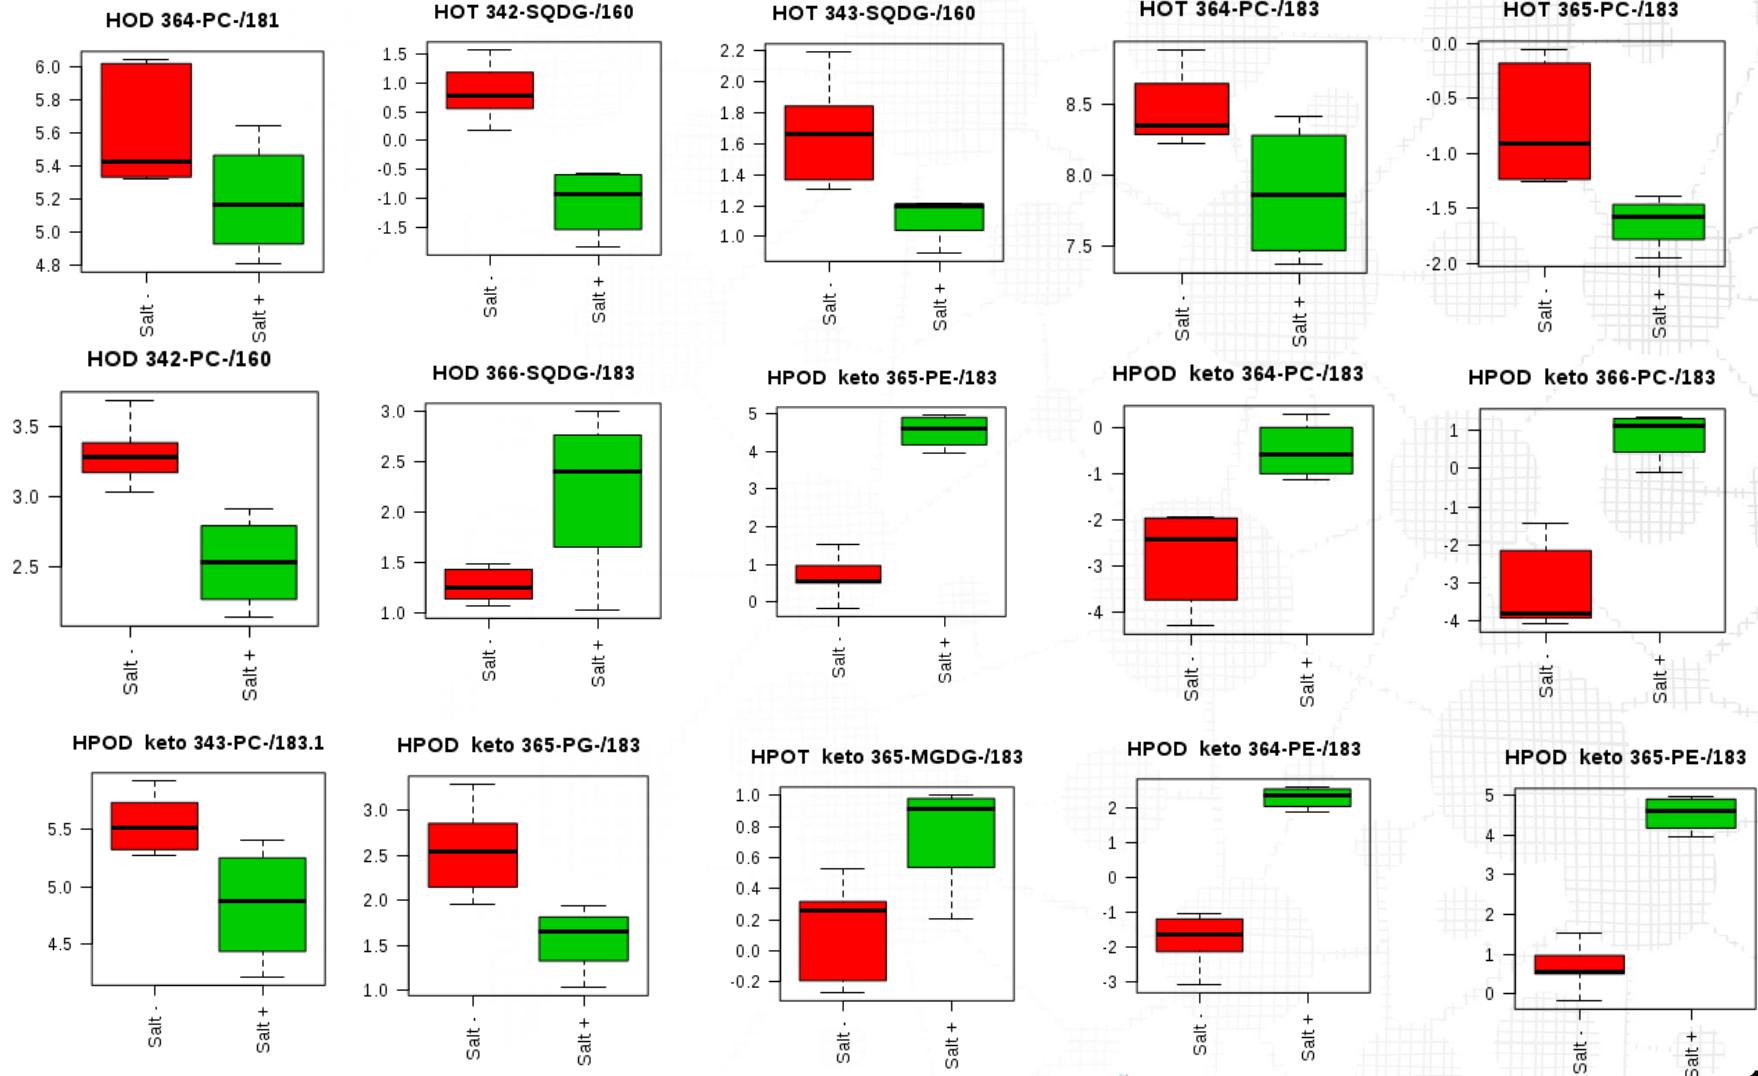 HOD 364-PC-/181
6.0
5.8
5.6
5.4
5.2
5.0
4.8
Salt -
Salt +
HOT 342-SQDG-/160
1.5
1.0
0.5
0.0
-0.5
-1.0
-1.5
Salt -
Salt +
HOT 343-SQDG-/160
2.2
2.0
1.8
1.6
1.4
1.2
1.0
Salt -
Salt +
HOT 364-PC-/183
8.5
8.0
7.5
Salt -
Salt +
HOT 365-PC-/183
0.0
-0.5
-1.0
-1.5
-2.0
Salt -
Salt +
HOD 342-PC-/160
3.5
3.0
2.5
Salt -
Salt +
HOD 366-SQDG-/183
3.0
2.5
2.0
1.5
1.0
Salt -
Salt +
HPOD keto 365-PE-/183
5
4
3
2
1
0
Salt -
Salt +
HPOD keto 364-PC-/183
0
-1
-2
-3
-4
Salt -
Salt +
HPOD keto 366-PC-/183
1
0
-1
-2
-3
-4
Salt -
Salt +
HPOD keto 343-PC-/183.1
5.5
5.0
4.5
Salt -
Salt +
HPOD keto 365-PG-/183
3.0
2.5
2.0
1.5
1.0
Salt -
Salt +
HPOT keto 365-MGDG-/183
1.0
0.8
0.6
0.4
0.2
0.0
-0.2
Salt -
Salt +
HPOD keto 364-PE-/183
2
1
0
-1
-2
-3
Salt -
Salt +
HPOD keto 365-PE-/183
5
4
3
2
1
0
Salt -
Salt +